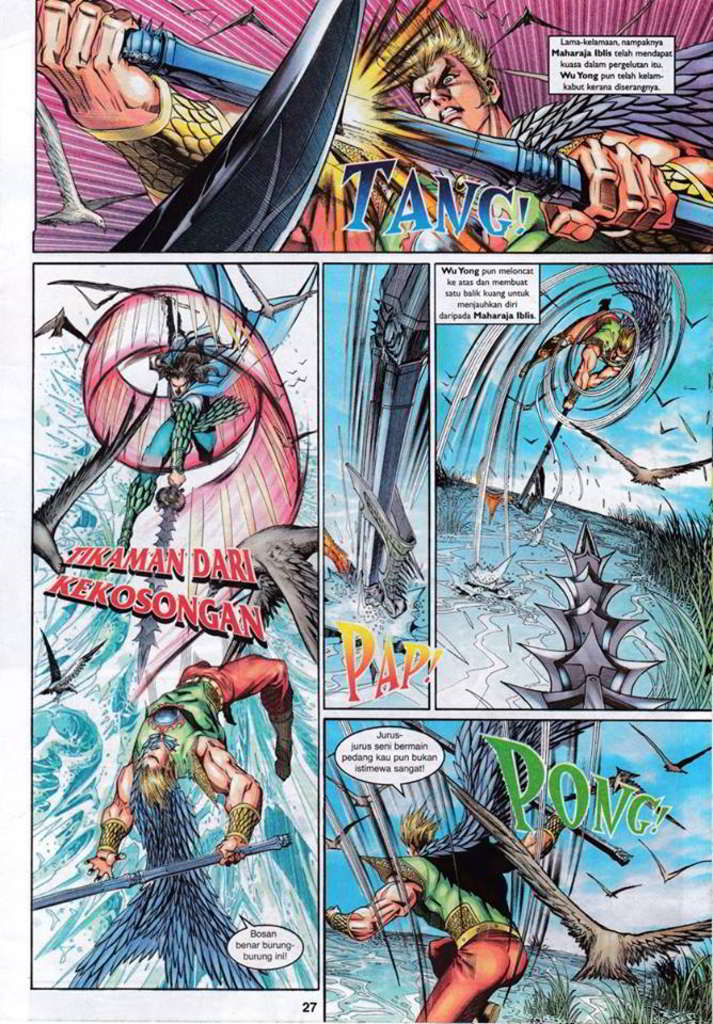 Lama-kelamaan, nampaknya
Maharaja Iblis telah mendapat
kuasa dalam pergelutan itu.
Wu Yong pun telah kelam-
kabut kerana diserangnya.
TANG!
TIKAMAN DARI
KEKOSONGAN
Bosan
benar burung-
burung ini!
PAP!
Wu Yong pun meloncat
ke atas dan membuat
satu balik kuang untuk
menjauhkan diri
daripada Maharaja Iblis.
Jurus-
jurus seni bermain
pedang kau pun bukan
istimewa sangat!
PONG!
27